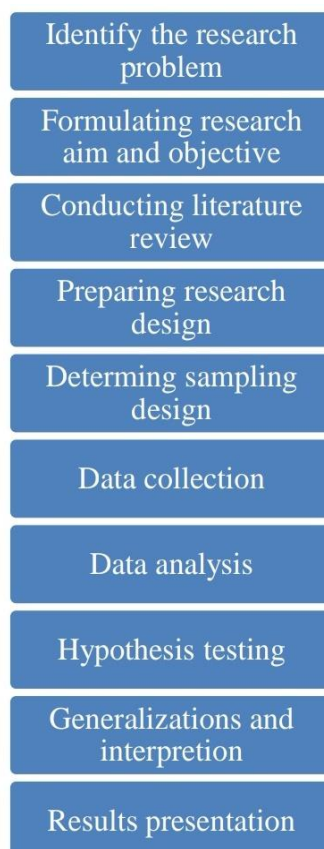 Identify the research
problem
Formulating research
aim and objective
Conducting literature
review
Preparing research
design
Determing sampling
design
Data collection
Data analysis
Hypothesis testing
Generalizations and
interpretion
Results presentation